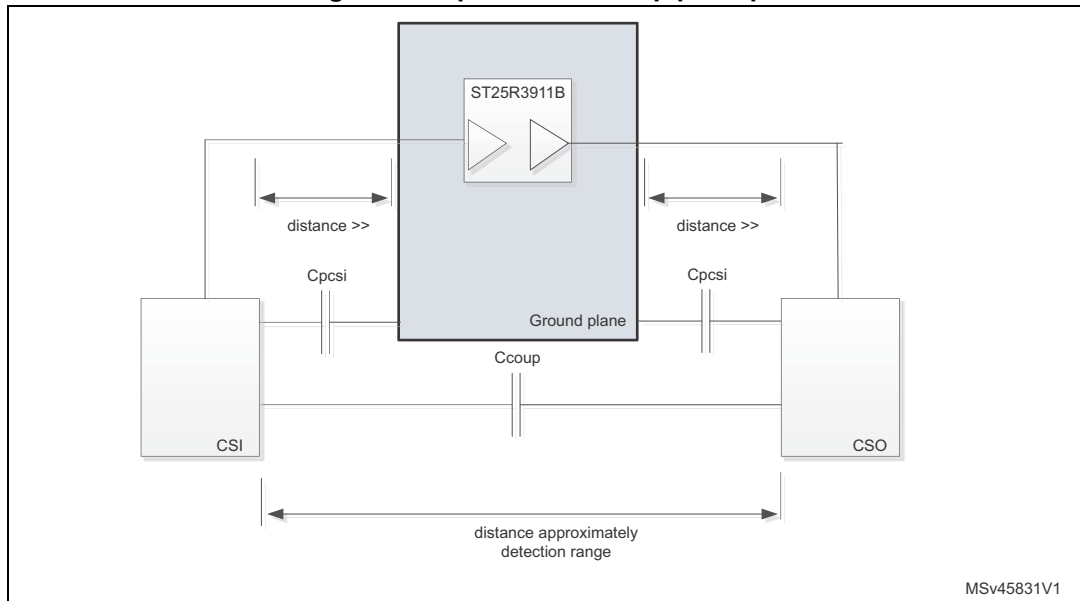 ST25R3911B
distance >>
distance >>
Cpcsi
Cpcsi
Ground plane
Ccoup
CSI
CSO
distance approximately
detection range
MSv45831V1